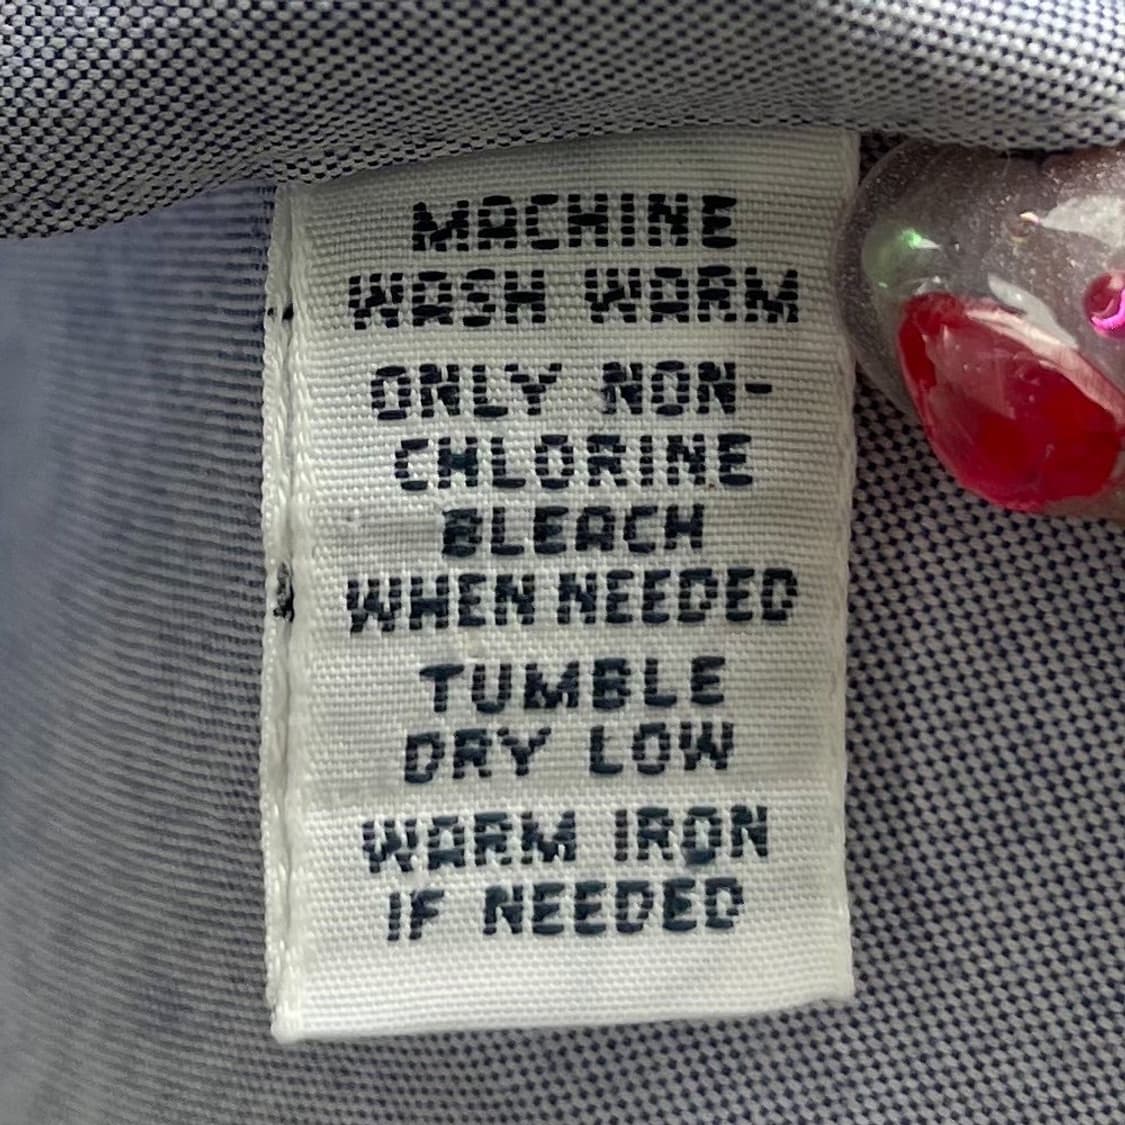 MACHINE
WASH WARM
ONLY NON-
CHLORINE
BLEACH
WHEN NEEDED
TUMBLE
DRY LOW
WARM IRON
IF NEEDED